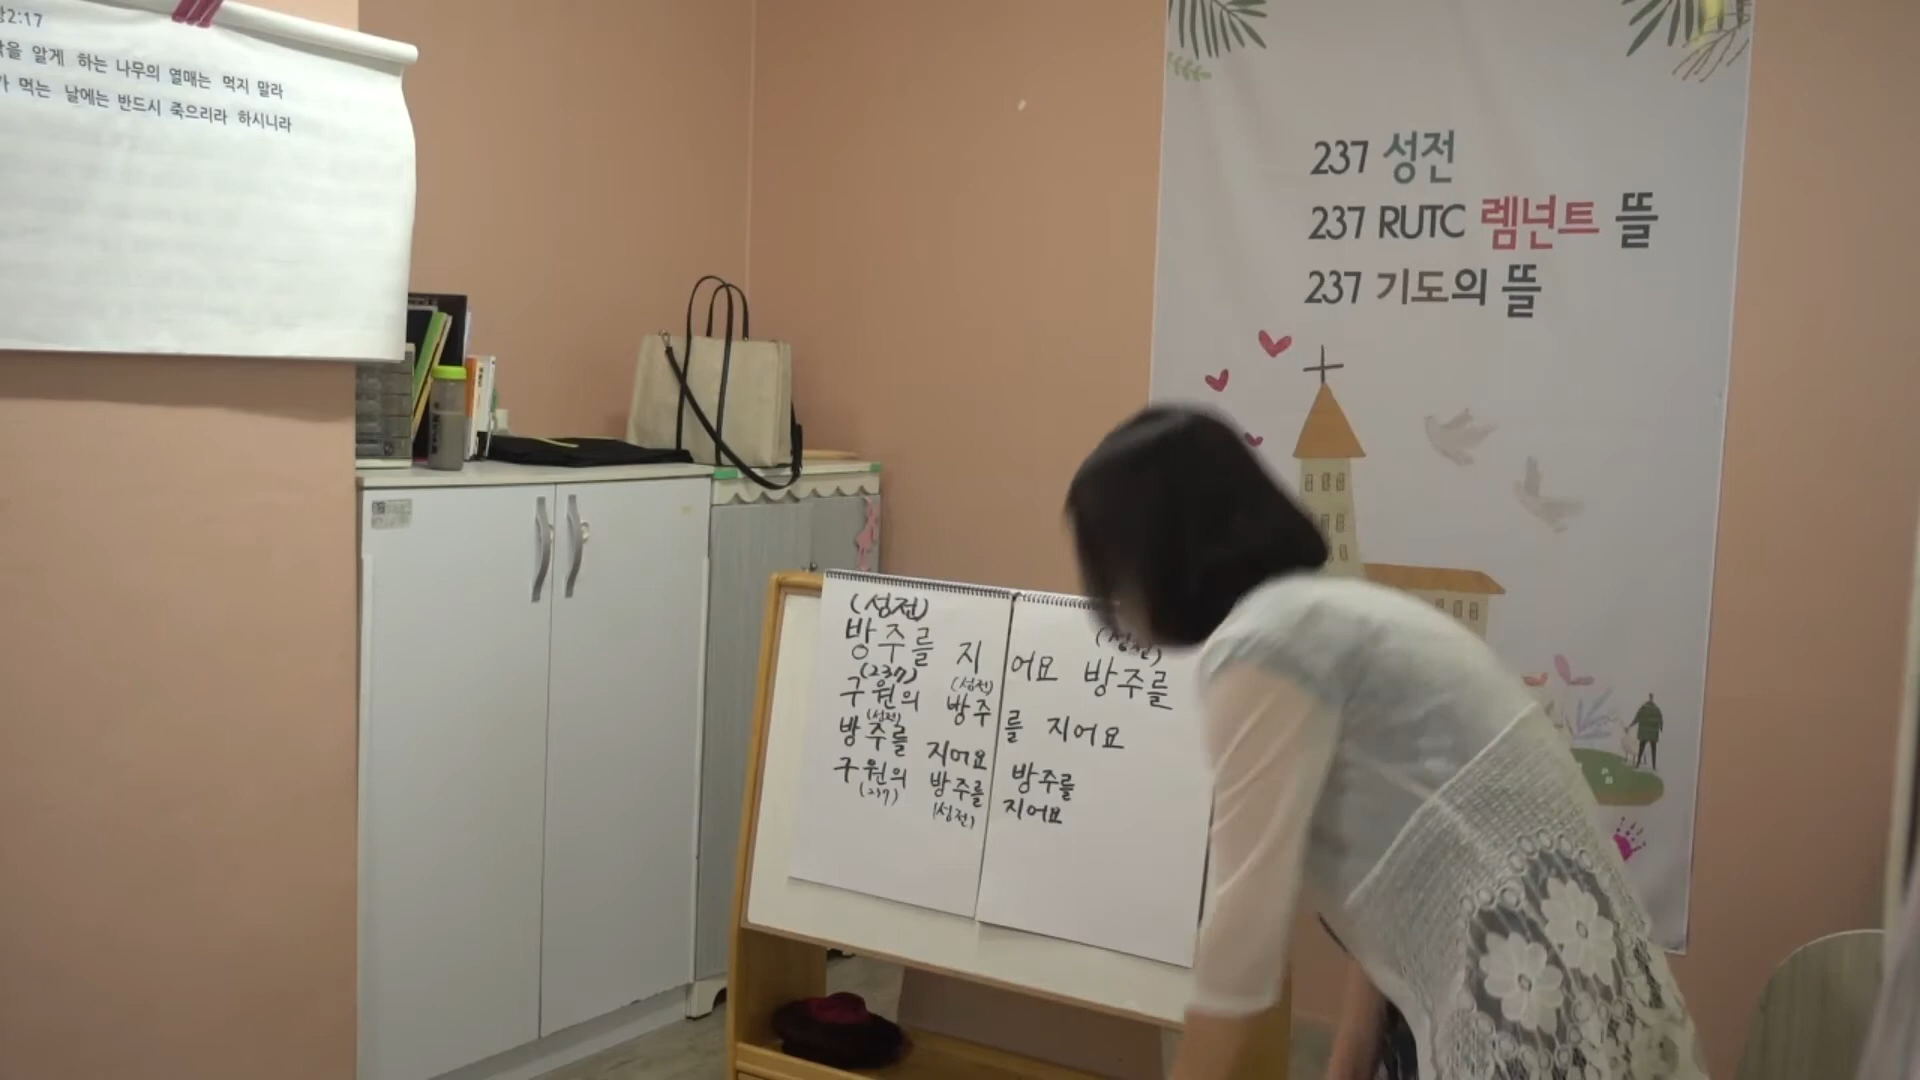 2:17
을 알게 하는 나무의 열매는 먹지 말라
먹는 날에는 반드시 죽으리라 하시니라
237 성전
237 RUTC 렘넌트 뜰
237 기도의 뜰
(성전) (성전)
방주를 지어요 방주를
(237) (성전)
구원의 방주를 지어요
(성전)
방주를 지어요 방주를
구원의 방주를 지어요
(237) (성전)